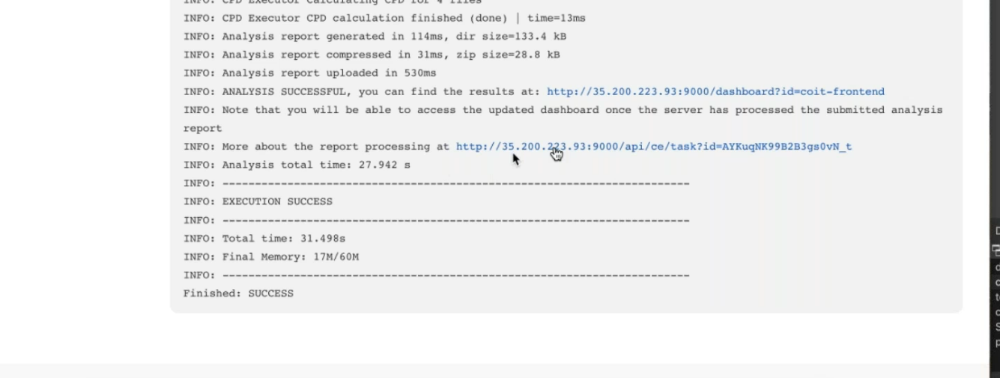 INFO: CPD Executor Calculating CPD for 4 files
INFO: CPD Executor CPD calculation finished (done) | time=13ms
INFO: Analysis report generated in 114ms, dir size=133.4 kB
INFO: Analysis report compressed in 31ms, zip size=28.8 kB
INFO: Analysis report uploaded in 530ms
INFO: ANALYSIS SUCCESSFUL, you can find the results at: http://35.200.223.93:9000/dashboard?id=coit-frontend
INFO: Note that you will be able to access the updated dashboard once the server has processed the submitted analysis
report
INFO: More about the report processing at http://35.200.223.93:9000/api/ce/task?id=AYKuqNK99B2B3gs0vN_t
INFO: Analysis total time: 27.942 s
INFO: ------------------------------------------------------------------------
INFO: EXECUTION SUCCESS
INFO: ------------------------------------------------------------------------
INFO: Total time: 31.498s
INFO: Final Memory: 17M/60M
INFO: ------------------------------------------------------------------------
Finished: SUCCESS